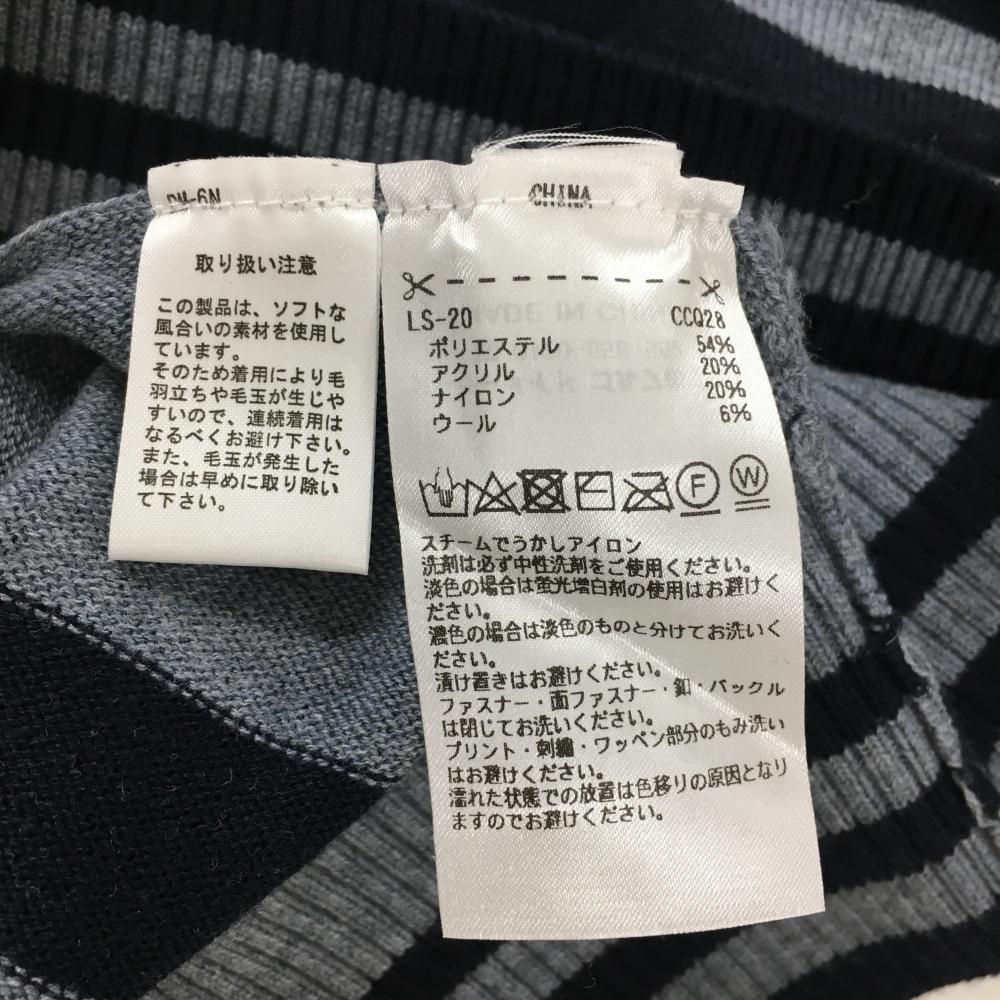 取り扱い注意
この製品は、ソフトな
風合いの素材を使用し
ています。
そのため着用により毛
羽立ちや毛玉が生じや
すいので、連続着用は
なるべくお避け下さい。
また、毛玉が発生した
場合は早めに取り除い
て下さい。
CHINA
LS-20 CCQ28
ポリエステル 54%
アクリル 20%
ナイロン 20%
ウール 6%
F W
スチームでうかしアイロン
洗剤は必ず中性洗剤をご使用ください。
淡色の場合は蛍光増白剤の使用はお避けく
ださい。
濃色の場合は淡色のものと分けてお洗いく
ださい。
漬け置きはお避けください。
ファスナー・面ファスナー・釦・バックル
は閉じてお洗いください。
プリント・刺繍・ワッペン部分のもみ洗い
はお避けください。
濡れた状態での放置は色移りの原因となり
ますのでお避けください。